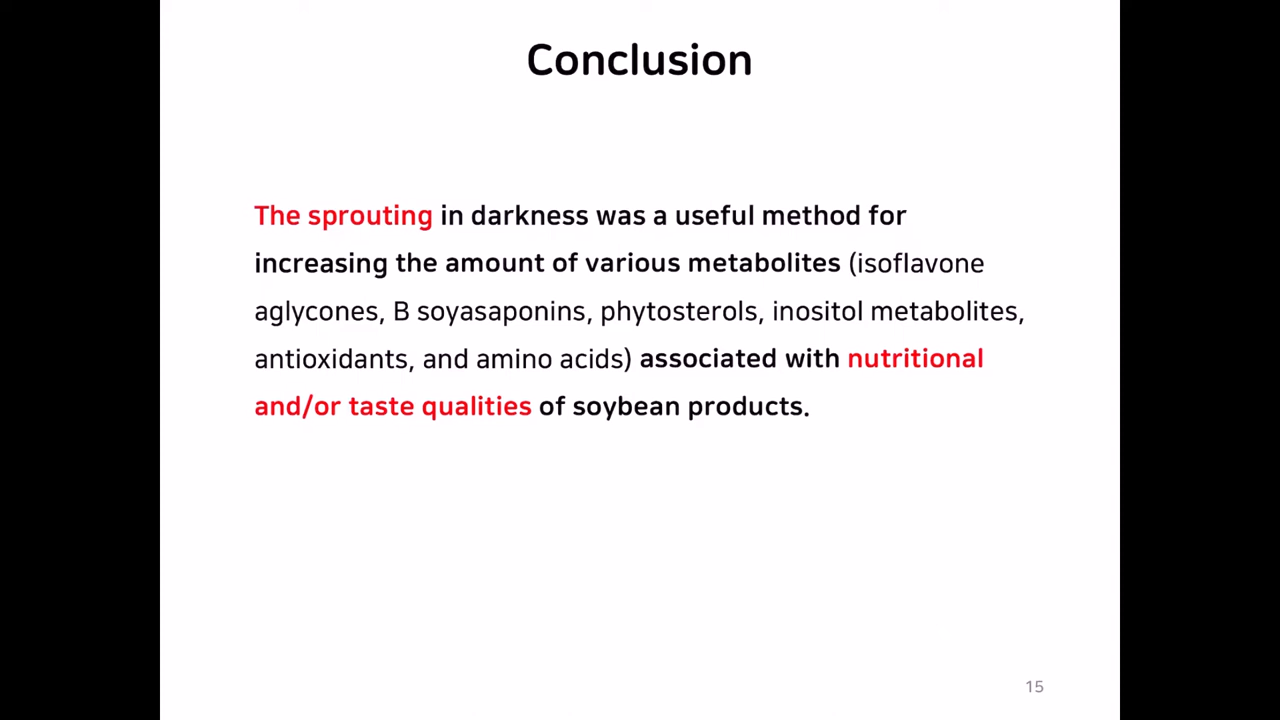 Conclusion
The sprouting in darkness was a useful method for
increasing the amount of various metabolites (isoflavone
aglycones, B soyasaponins, phytosterols, inositol metabolites,
antioxidants, and amino acids) associated with nutritional
and/or taste qualities of soybean products.
15